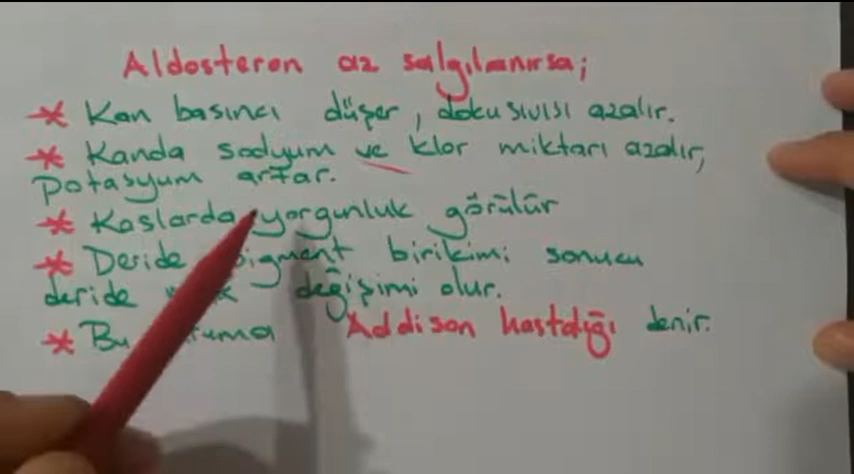 Aldosteron az salgılanırsa;
* Kan basıncı düşer, doku sıvısı azalır.
* Kanda sodyum ve klor miktarı azalır,
potasyum artar.
* Kaslarda yorgunluk görülür
* Deride pigment birikimi sonucu
deride değişimi olur.
* Bu Addison hastalığı denir.